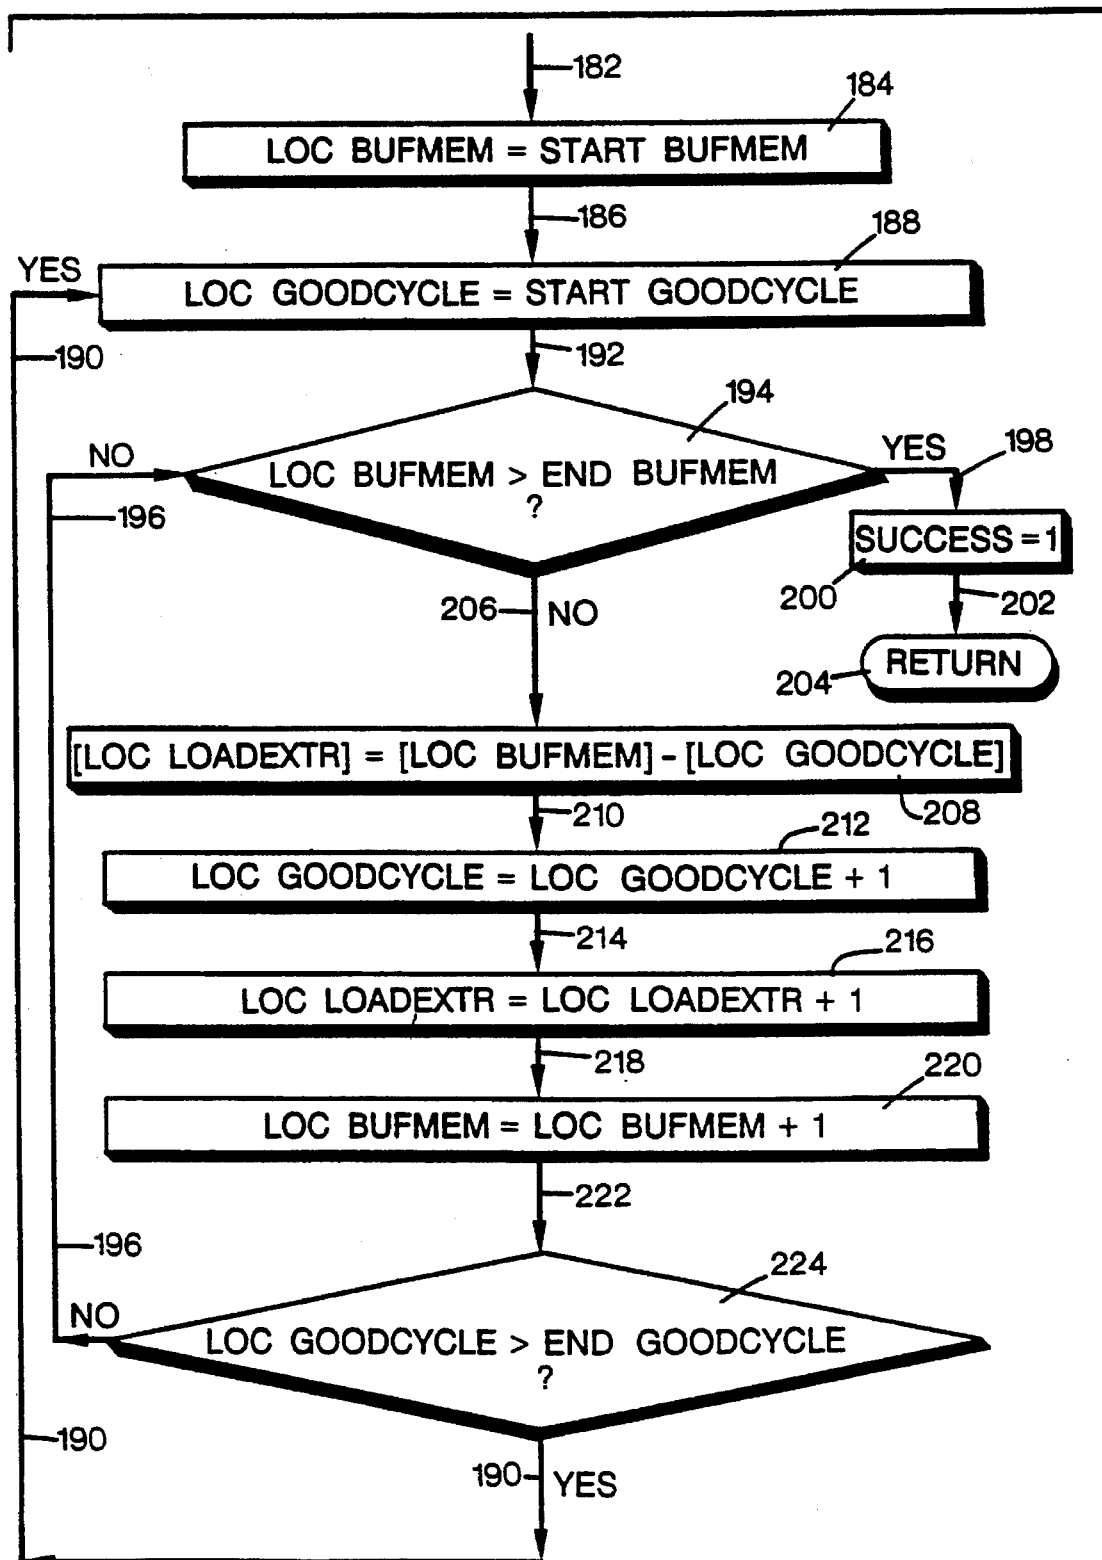 182
184
LOC BUFMEM = START BUFMEM
186
188
YES
LOC GOODCYCLE = START GOODCYCLE
190
192
194
NO
YES
198
LOC BUFMEM > END BUFMEM
?
196
SUCCESS = 1
200
202
206
NO
RETURN
204
[LOC LOADEXTR] = [LOC BUFMEM] - [LOC GOODCYCLE]
208
210
212
LOC GOODCYCLE = LOC GOODCYCLE + 1
214
216
LOC LOADEXTR = LOC LOADEXTR + 1
218
220
LOC BUFMEM = LOC BUFMEM + 1
222
196
224
NO
LOC GOODCYCLE > END GOODCYCLE
?
190
190
YES